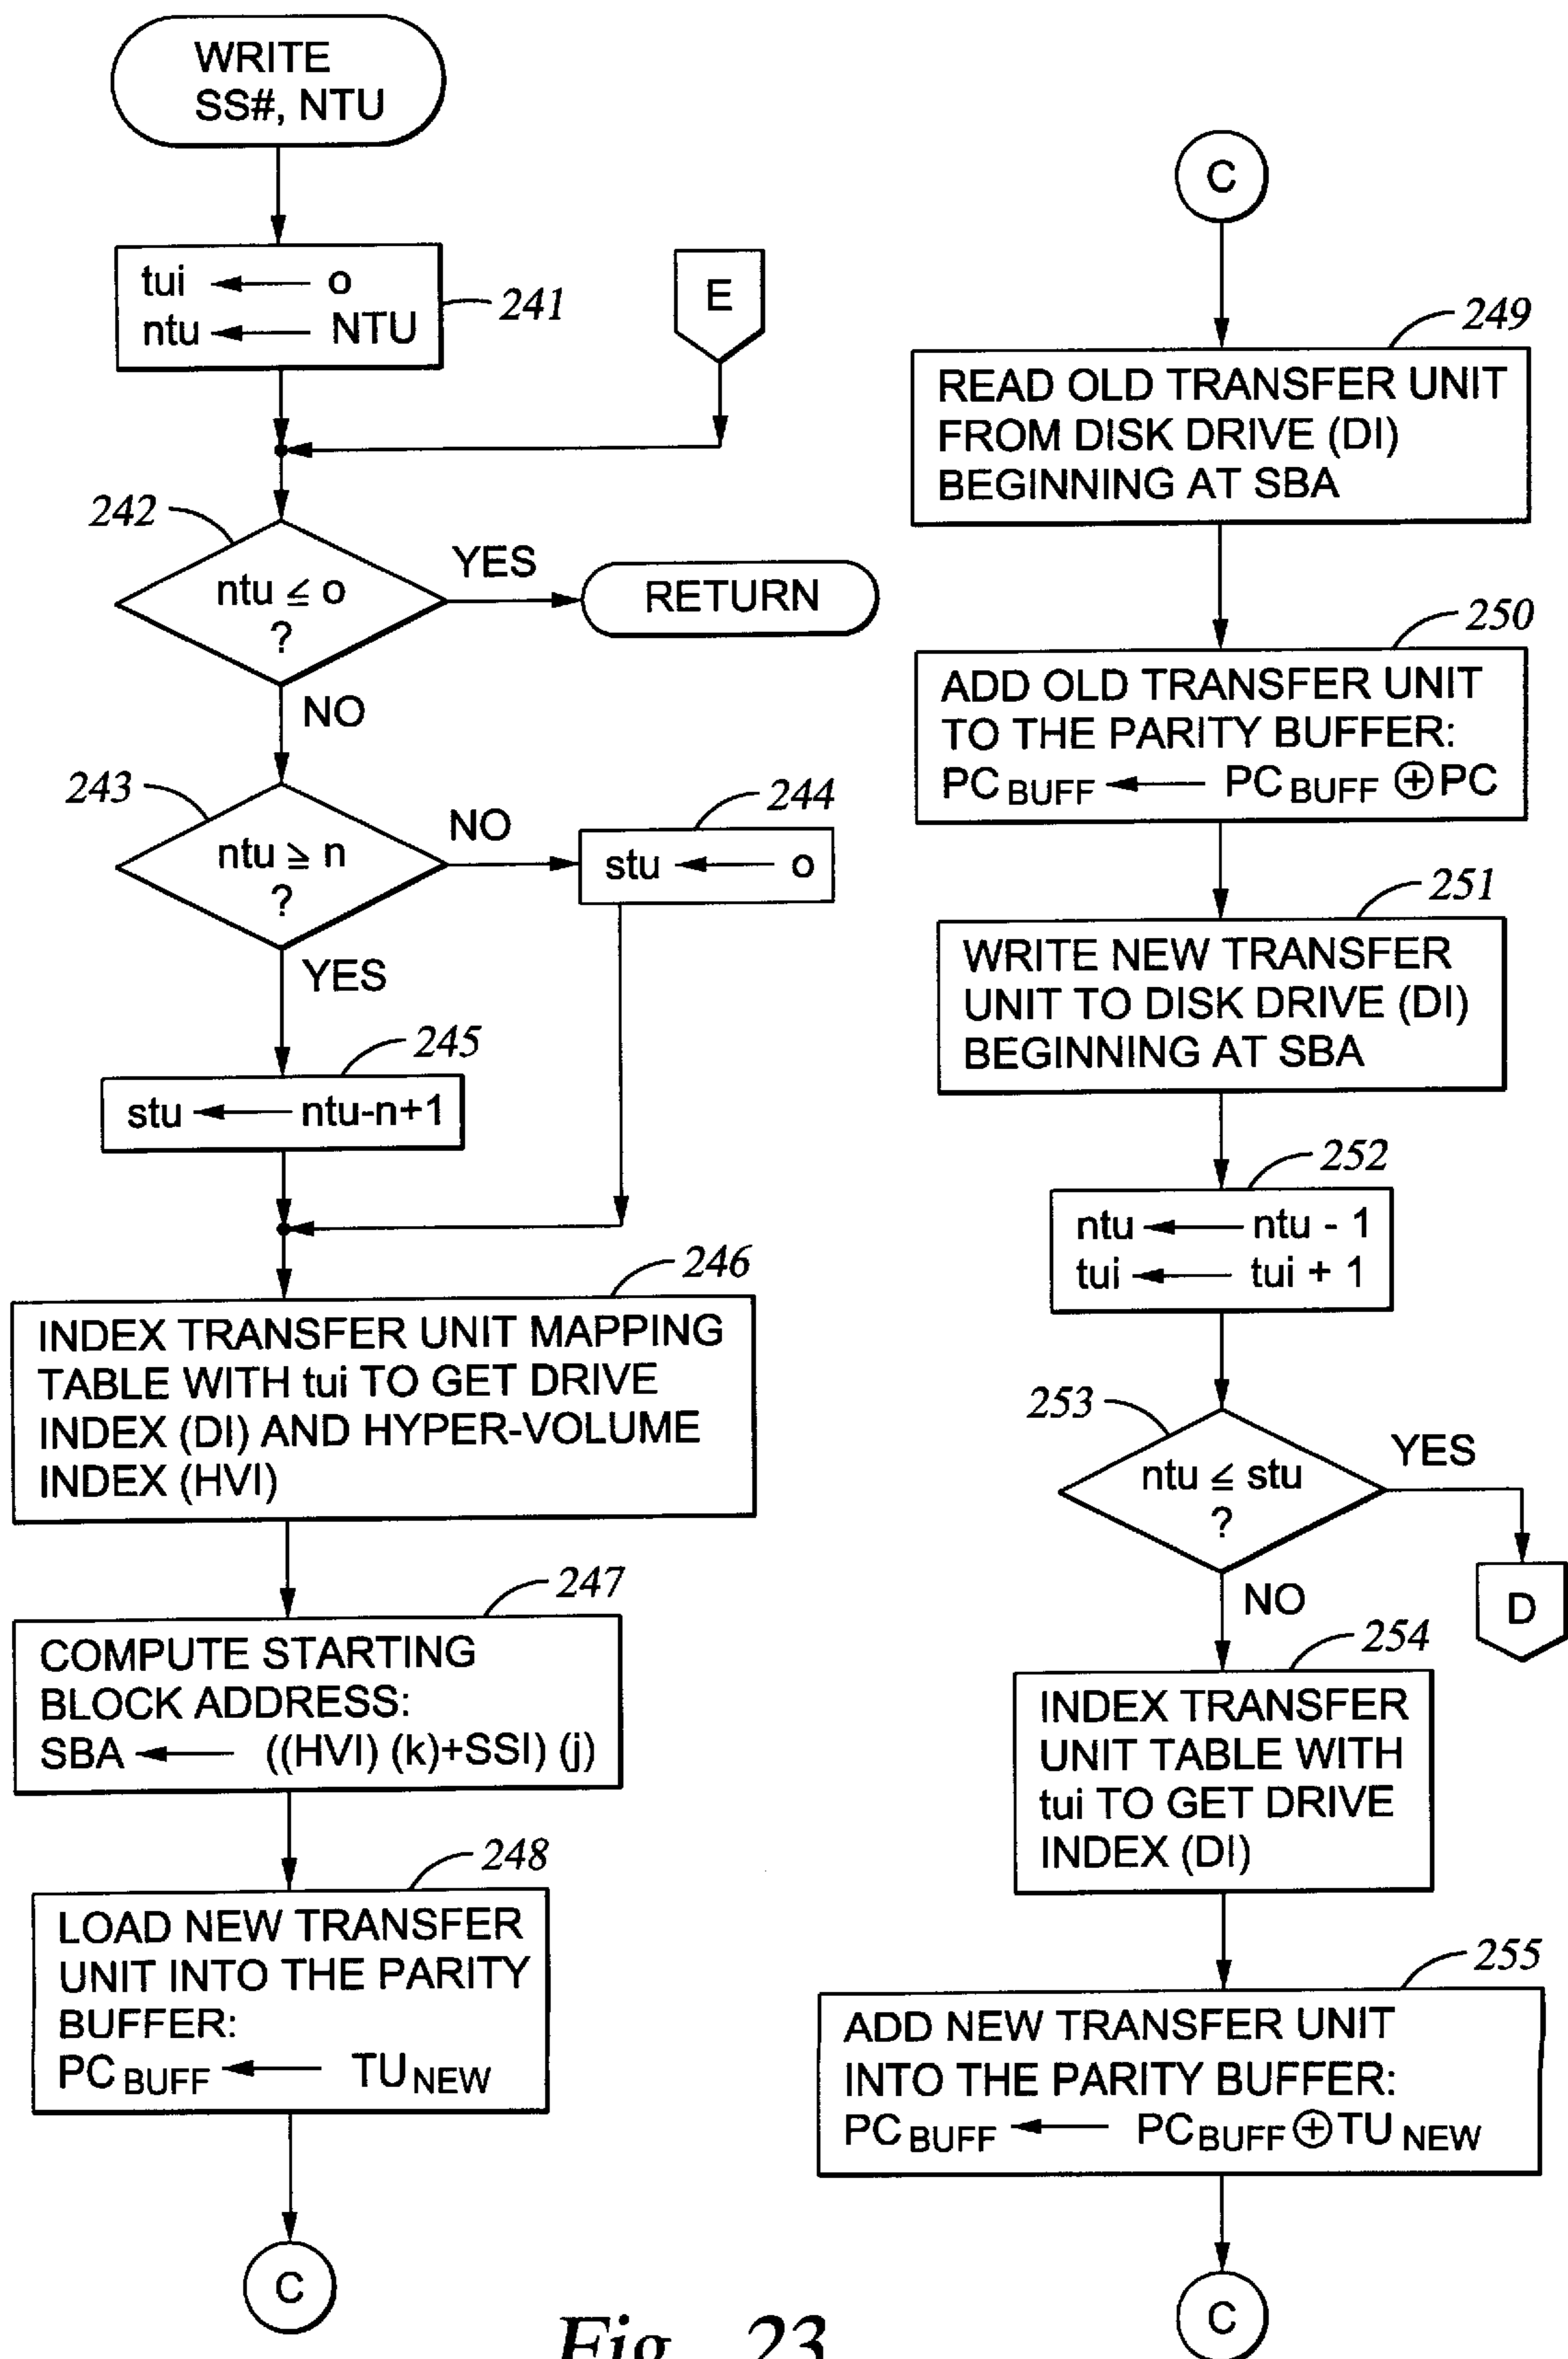 WRITE
SS#, NTU
tui ← o
ntu ← NTU
241
E
242
ntu ≦ o
?
YES
RETURN
NO
243
ntu ≧ n
?
NO
244
stu ← o
YES
245
stu ← ntu-n+1
246
INDEX TRANSFER UNIT MAPPING
TABLE WITH tui TO GET DRIVE
INDEX (DI) AND HYPER-VOLUME
INDEX (HVI)
247
COMPUTE STARTING
BLOCK ADDRESS:
SBA ← ((HVI) (k)+SSI) (j)
248
LOAD NEW TRANSFER
UNIT INTO THE PARITY
BUFFER:
PC BUFF ← TU NEW
C
C
249
READ OLD TRANSFER UNIT
FROM DISK DRIVE (DI)
BEGINNING AT SBA
250
ADD OLD TRANSFER UNIT
TO THE PARITY BUFFER:
PC BUFF ← PC BUFF ⊕ PC
251
WRITE NEW TRANSFER
UNIT TO DISK DRIVE (DI)
BEGINNING AT SBA
252
ntu ← ntu - 1
tui ← tui + 1
253
ntu ≦ stu
?
YES
D
NO
254
INDEX TRANSFER
UNIT TABLE WITH
tui TO GET DRIVE
INDEX (DI)
255
ADD NEW TRANSFER UNIT
INTO THE PARITY BUFFER:
PC BUFF ← PC BUFF ⊕ TU NEW
C
Fig. 23